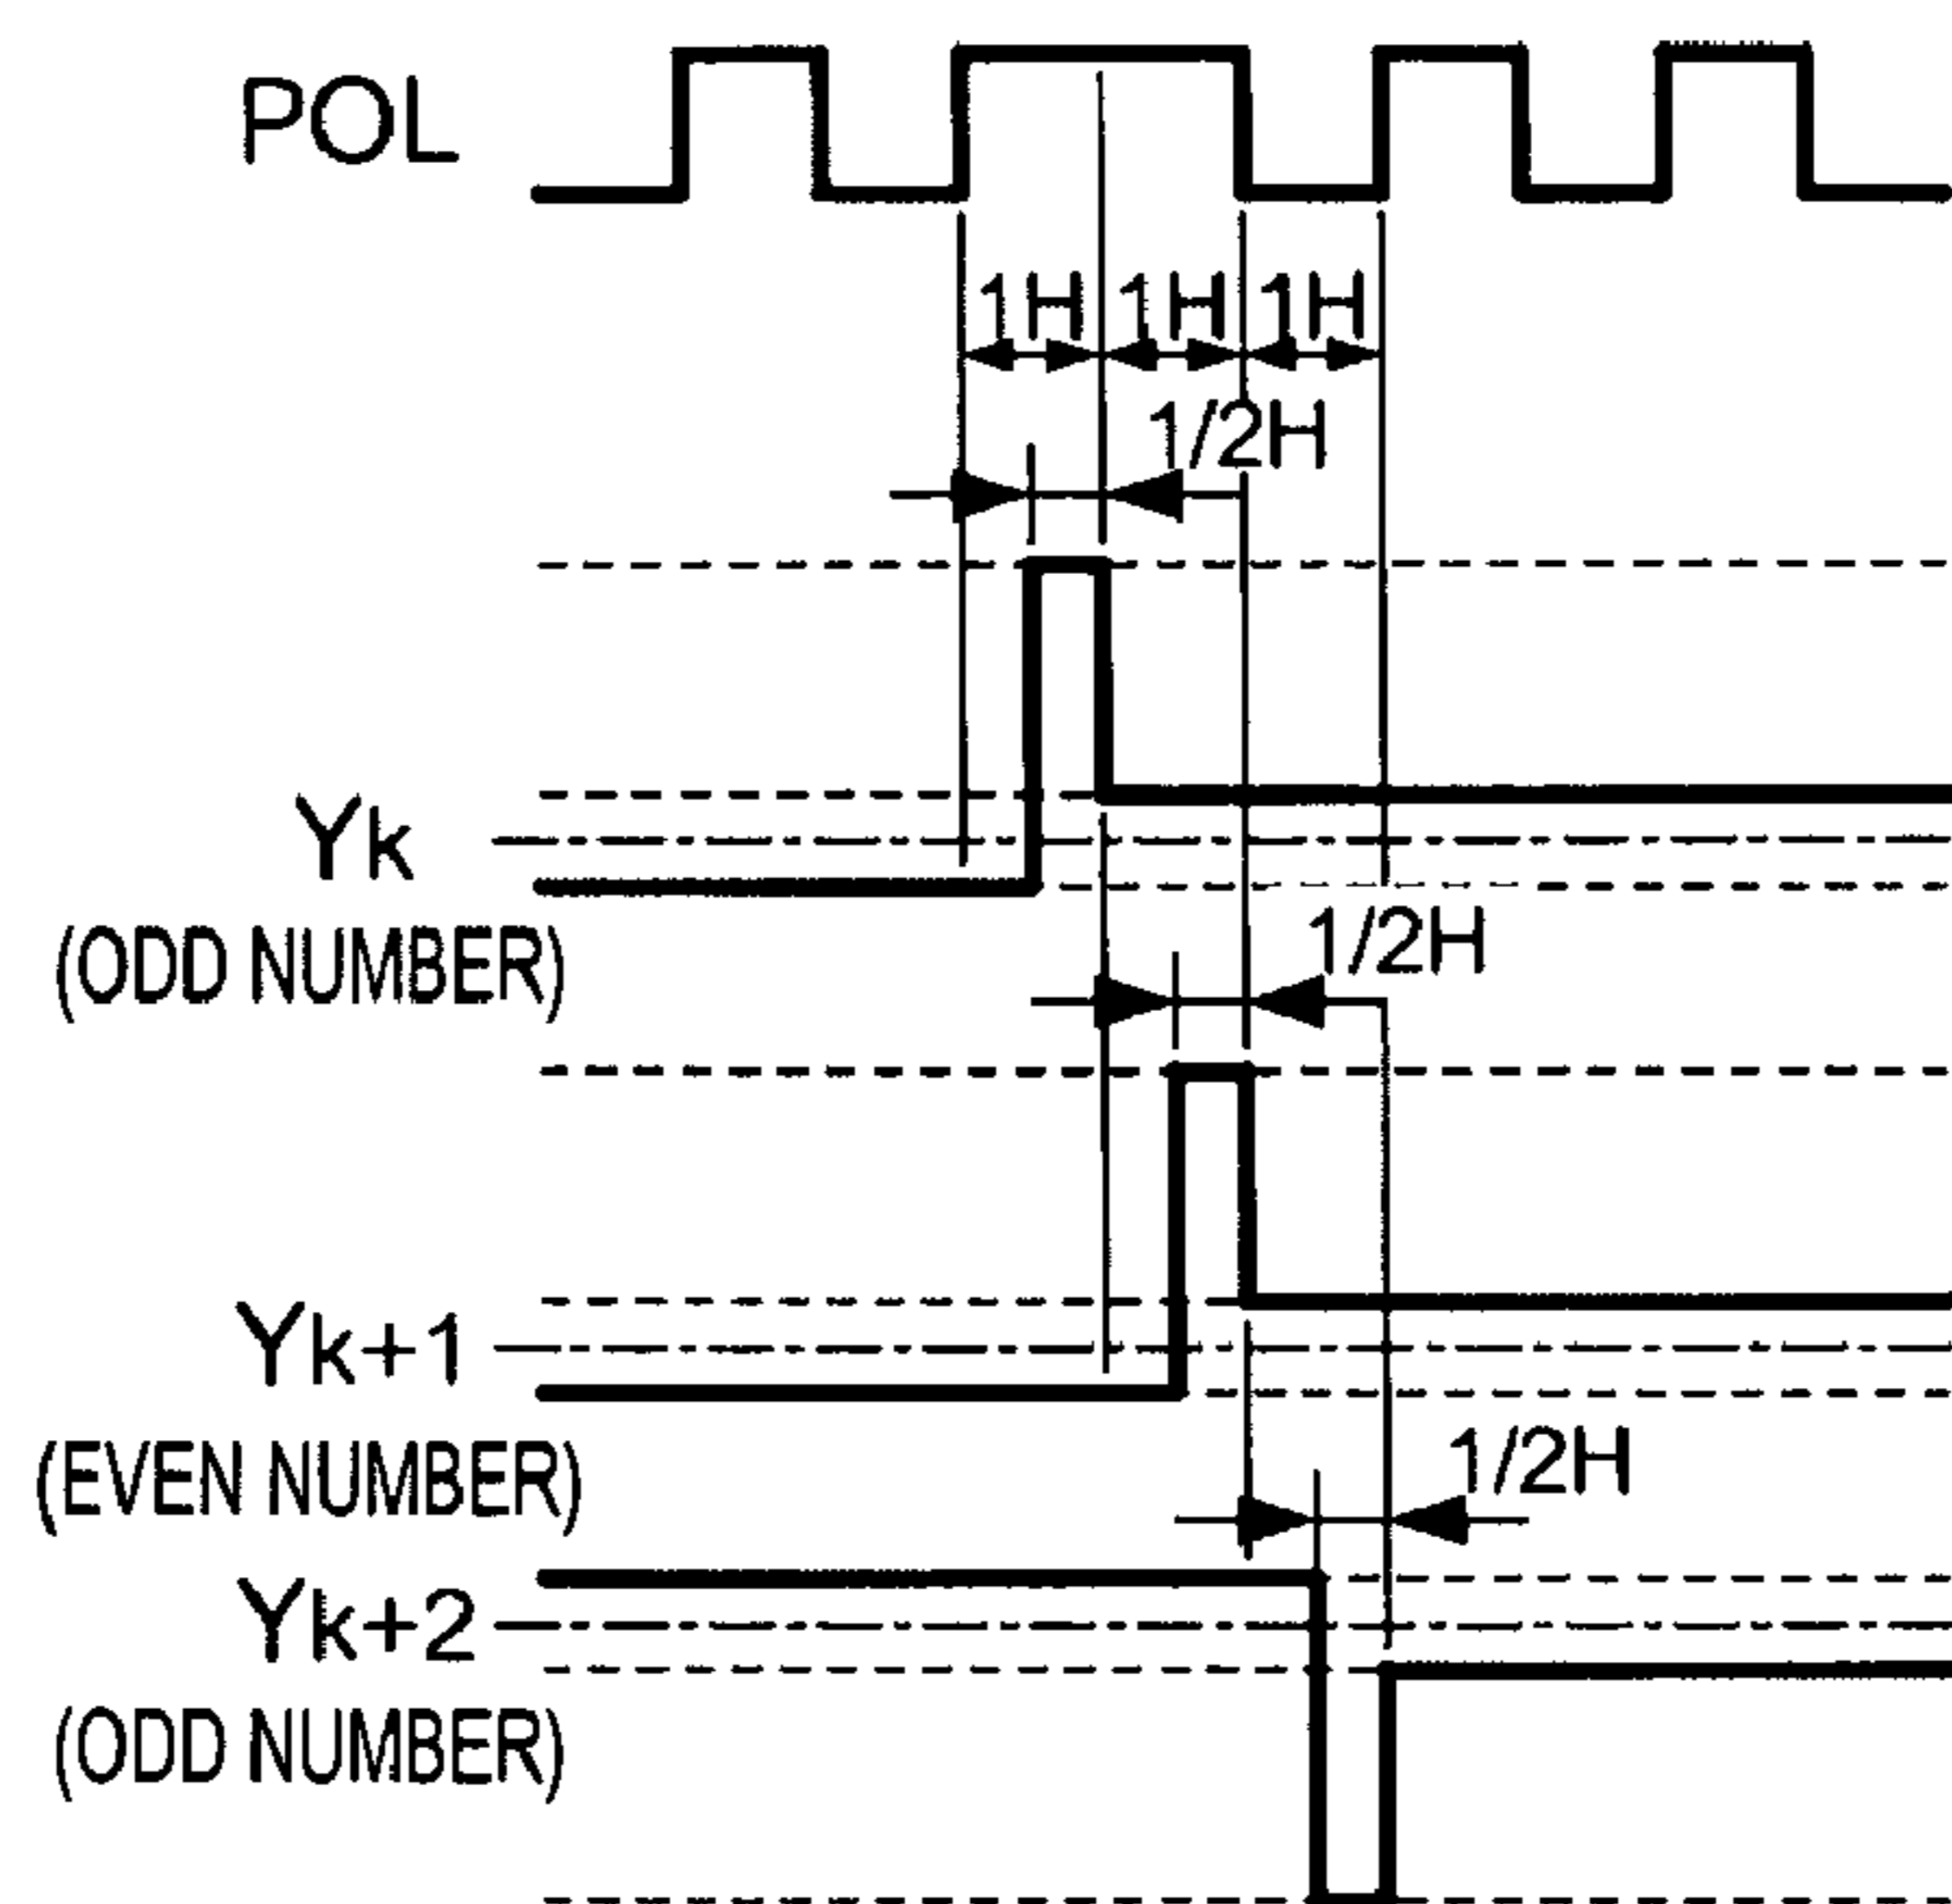 POL
1H 1H 1H
1/2H
Yk
(ODD NUMBER)
1/2H
Yk+1
(EVEN NUMBER)
1/2H
Yk+2
(ODD NUMBER)